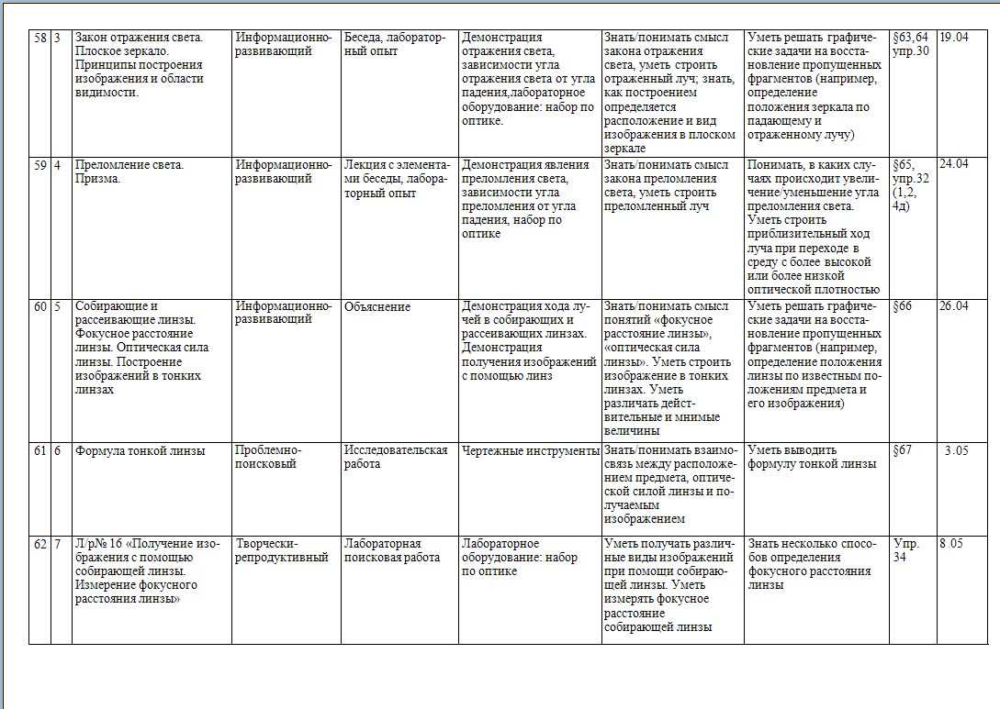 58
3
Закон отражения света.
Плоское зеркало.
Принципы построения
изображения и области
видимости.
Информационно-
развивающий
Беседа, лаборатор-
ный опыт
Демонстрация
отражения света,
зависимости угла
отражения света от угла
падения,лабораторное
оборудование: набор по
оптике.
Знать/понимать смысл
закона отражения
света, уметь строить
отраженный луч; знать,
как построением
определяется
расположение и вид
изображения в плоском
зеркале
Уметь решать графиче-
ские задачи на восста-
новление пропущенных
фрагментов (например,
определение
положения зеркала по
падающему и
отраженному лучу)
§63,64
упр.30
19.04
59
4
Преломление света.
Призма.
Информационно-
развивающий
Лекция с элемента-
ми беседы, лабора-
торный опыт
Демонстрация явления
преломления света,
зависимости угла
преломления от угла
падения, набор по
оптике
Знать/понимать смысл
закона преломления
света, уметь строить
преломленный луч
Понимать, в каких слу-
чаях происходит увели-
чение/уменьшение угла
преломления света.
Уметь строить
приблизительный ход
луча при переходе в
среду с более высокой
или более низкой
оптической плотностью
§65,
упр.32
(1,2,
4д)
24.04
60
5
Собирающие и
рассеивающие линзы.
Фокусное расстояние
линзы. Оптическая сила
линзы. Построение
изображений в тонких
линзах
Информационно-
развивающий
Объяснение
Демонстрация хода лу-
чей в собирающих и
рассеивающих линзах.
Демонстрация
получения изображений
с помощью линз
Знать/понимать смысл
понятий «фокусное
расстояние линзы»,
«оптическая сила
линзы». Уметь строить
изображение в тонких
линзах. Уметь
различать дейст-
вительные и мнимые
величины
Уметь решать графиче-
ские задачи на восста-
новление пропущенных
фрагментов (например,
определение положения
линзы по известным по-
ложениям предмета и
его изображения)
§66
26.04
61
6
Формула тонкой линзы
Проблемно-
поисковый
Исследовательская
работа
Чертежные инструменты
Знать/понимать взаимо-
связь между расположе-
нием предмета, оптиче-
ской силой линзы и по-
лучаемым
изображением
Уметь выводить
формулу тонкой линзы
§67
3.05
62
7
Л/р№ 16 «Получение изо-
бражения с помощью
собирающей линзы.
Измерение фокусного
расстояния линзы»
Творчески-
репродуктивный
Лабораторная
поисковая работа
Лабораторное
оборудование: набор
по оптике
Уметь получать различ-
ные виды изображений
при помощи собираю-
щей линзы. Уметь
измерять фокусное
расстояние
собирающей линзы
Знать несколько спосо-
бов определения
фокусного расстояния
линзы
Упр.
34
8.05